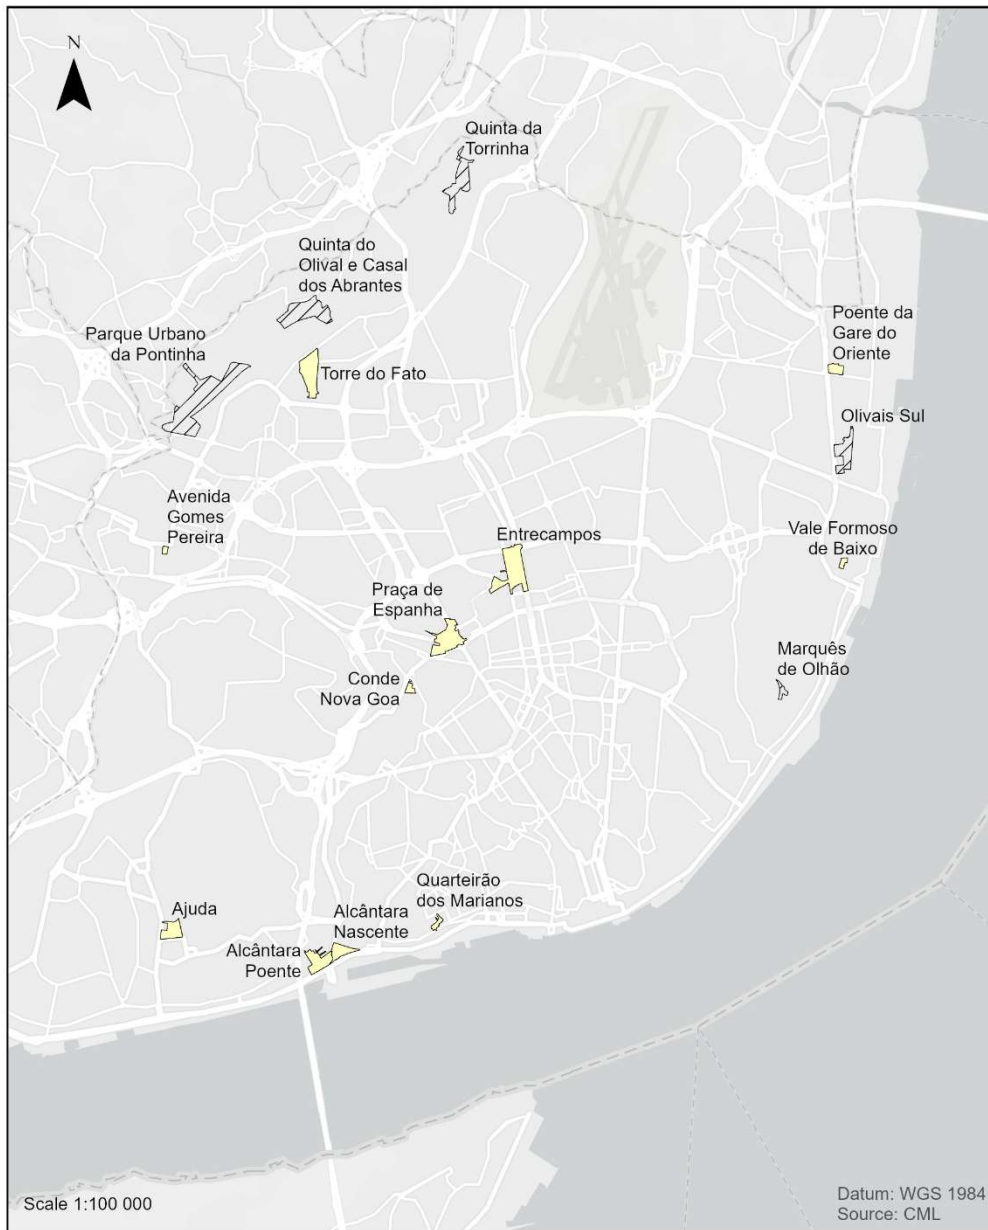 N
Quinta da
Torrinha
Quinta do
Olival e Casal
dos Abrantes
Parque Urbano
da Pontinha
Torre do Fato
Poente da
Gare do
Oriente
Olivais Sul
Avenida
Gomes
Pereira
Entrecampos
Vale Formoso
de Baixo
Praça de
Espanha
Marquês
de Olhão
Conde
Nova Goa
Quarteirão
dos Marianos
Ajuda
Alcântara
Nascente
Alcântara
Poente
Scale 1:100 000
Datum: WGS 1984
Source: CML